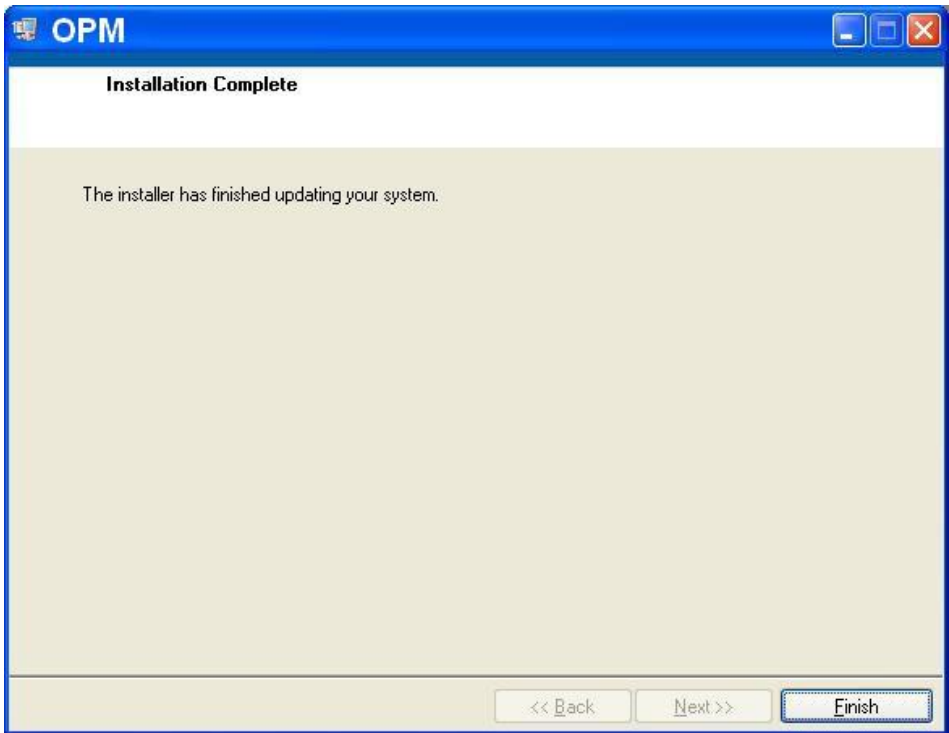 OPM
Installation Complete
The installer has finished updating your system.
<< Back
Next >>
Finish